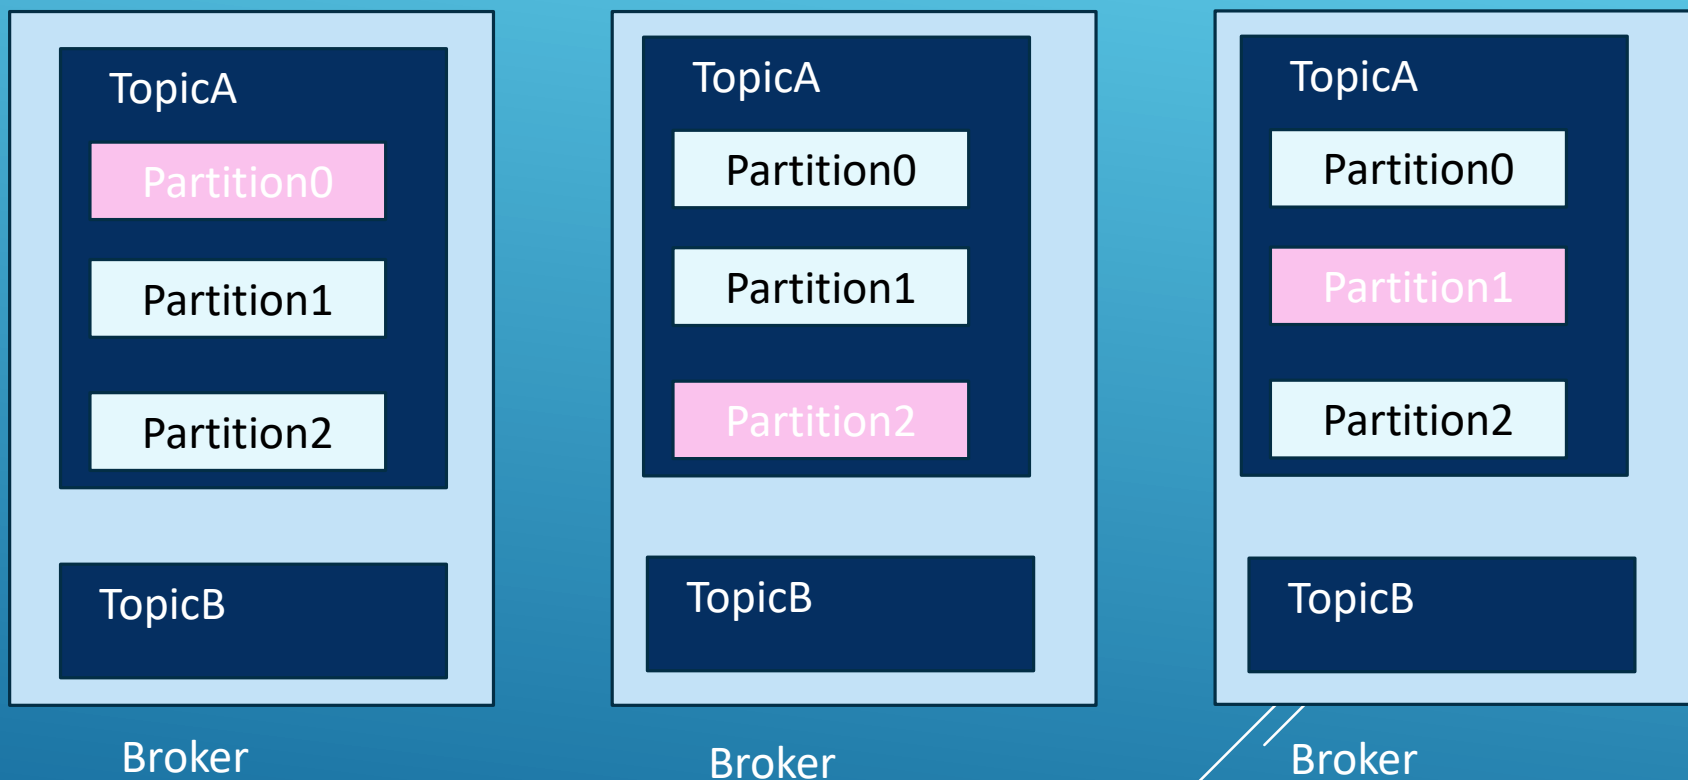 TopicA
Partition0
Partition1
Partition2
TopicB
Broker
TopicA
Partition0
Partition1
Partition2
TopicB
Broker
TopicA
Partition0
Partition1
Partition2
TopicB
Broker